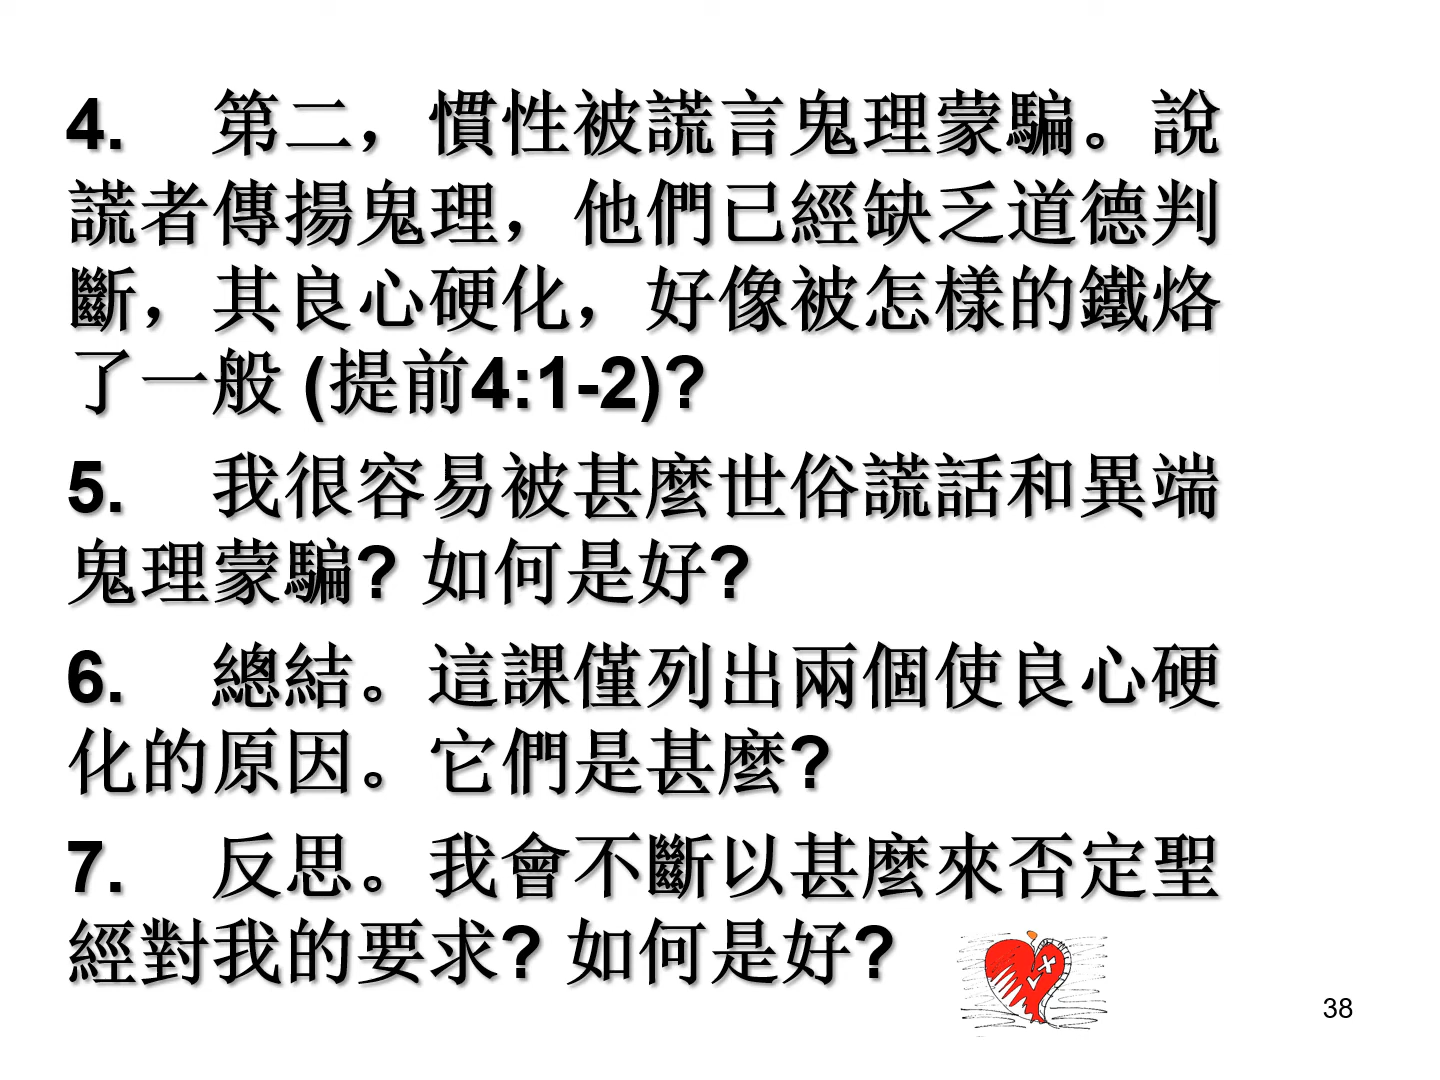 4. 第二，慣性被謊言鬼理蒙騙。說
謊者傳揚鬼理，他們已經缺乏道德判
斷，其良心硬化，好像被怎樣的鐵烙
了一般 (提前4:1-2)?
5. 我很容易被甚麼世俗謊話和異端
鬼理蒙騙? 如何是好?
6. 總結。這課僅列出兩個使良心硬
化的原因。它們是甚麼?
7. 反思。我會不斷以甚麼來否定聖
經對我的要求? 如何是好?
38